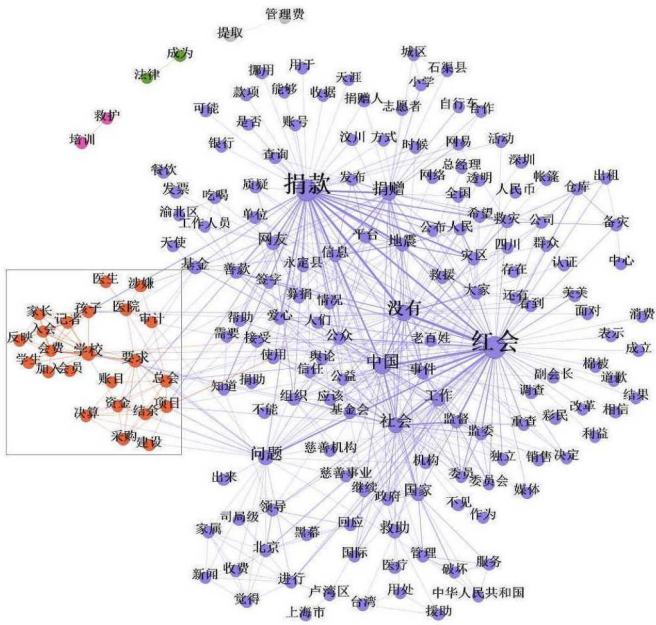 管理费
提取
成为
法律
救护
培训
城区
石渠县
挪用
用于
天涯
小学
款项
能够
收据
捐赠人
志愿者
自行车
合作
可能
是否
账号
汶川
方式
时候
网易
活动
银行
查询
总经理
深圳
餐饮
质疑
捐款
发布
捐赠
网络
透明
帐篷
出租
发票
吃喝
全国
人民币
仓库
渝北区
单位
希望
工作人员
公布
人民
救灾
公司
备灾
天使
网友
信息
平台
地震
四川
群众
基金
善款
永定县
灾区
存在
认证
中心
签字
救援
医生
涉嫌
大家
还有
看到
美美
募捐
情况
没有
面对
消费
家长
记者
孩子
医院
审计
帮助
爱心
人们
表示
反映
入会
需要
接受
公众
老百姓
红会
成立
会费
学校
要求
使用
舆论
中国
棉被
学生
加入
会员
信任
事件
副会长
道歉
账目
总会
知道
捐助
公益
调查
结果
资金
项目
组织
应该
工作
改革
相信
决算
结余
不能
基金会
社会
监督
重查
彩民
利益
采购
建设
监委
问题
慈善机构
机构
独立
销售
决定
出来
慈善事业
委员
委员会
继续
政府
国家
媒体
领导
不见
作为
司局级
家属
黑幕
回应
救助
北京
国际
管理
服务
新闻
收费
进行
医疗
破坏
觉得
卢湾区
用处
中华人民共和国
上海市
台湾
援助